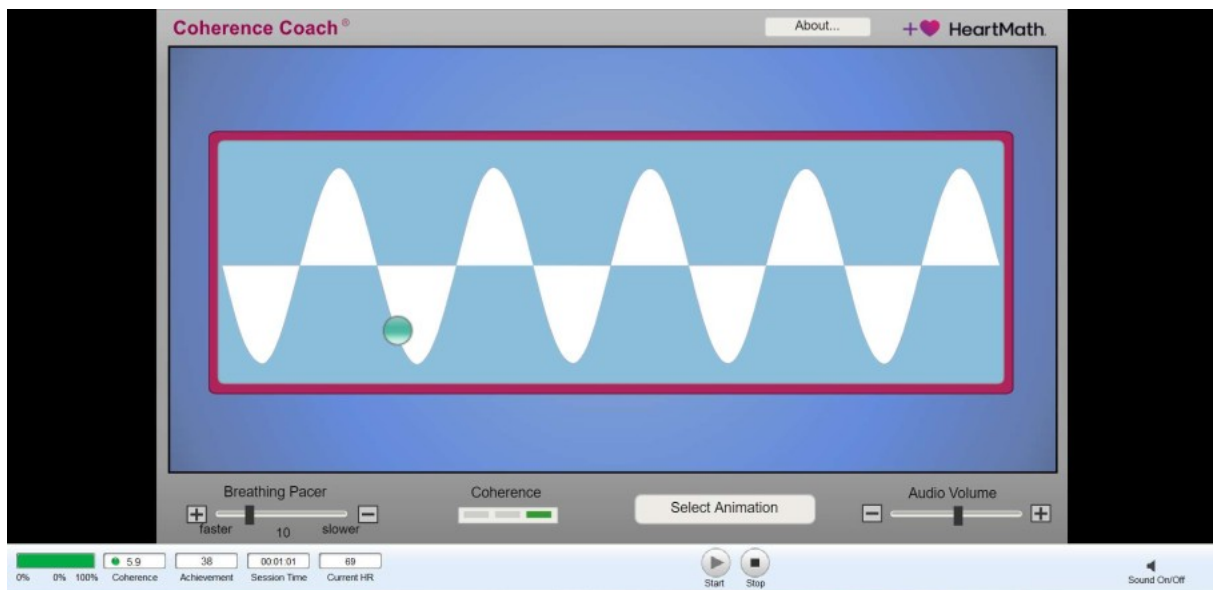 Coherence Coach®
About...
HeartMath.
Breathing Pacer
faster 10 slower
Coherence
Select Animation
Audio Volume
0% 0% 100%
5.9
Coherence
38
Achievement
00:01:01
Session Time
69
Current HR
Start
Stop
Sound On/Off